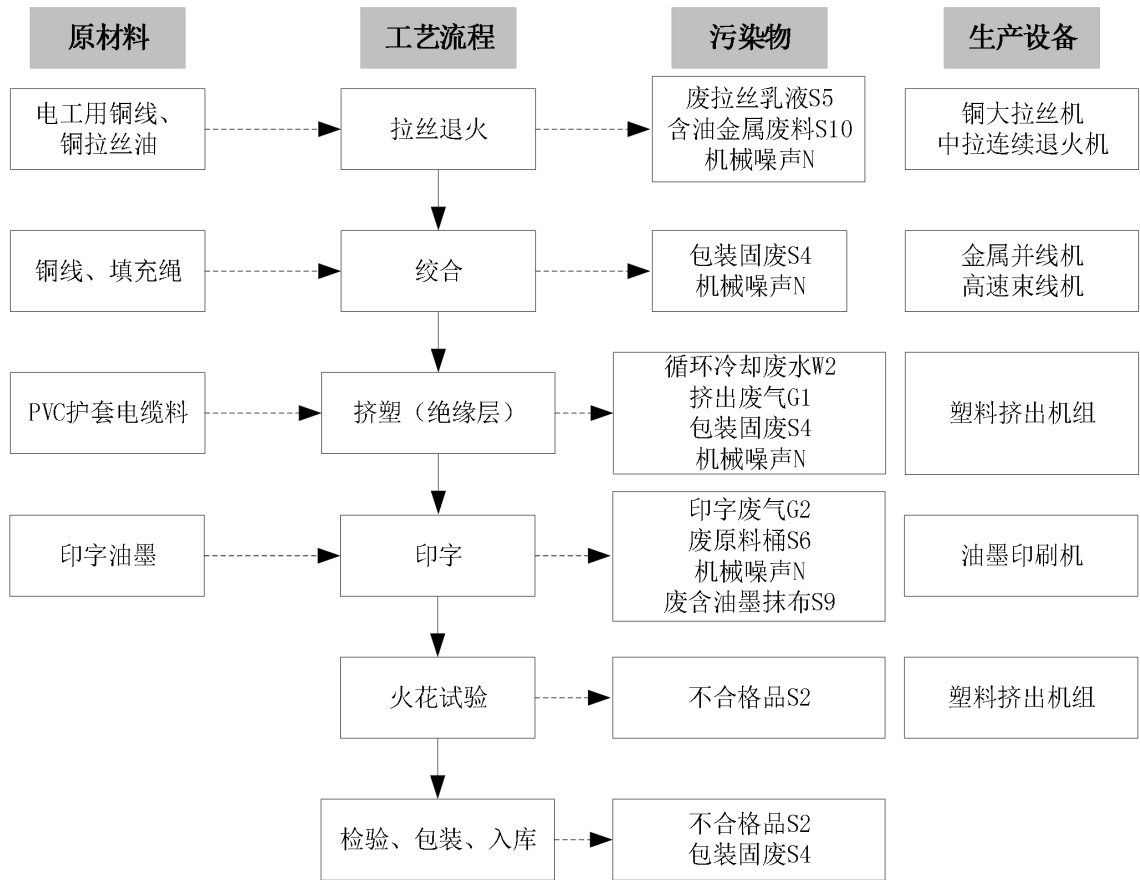 原材料
工艺流程
污染物
生产设备
电工用铜线、
铜拉丝油
拉丝退火
废拉丝乳液S5
含油金属废料S10
机械噪声N
铜大拉丝机
中拉连续退火机
铜线、填充绳
绞合
包装固废S4
机械噪声N
金属并线机
高速束线机
PVC护套电缆料
挤塑（绝缘层）
循环冷却废水W2
挤出废气G1
包装固废S4
机械噪声N
塑料挤出机组
印字油墨
印字
印字废气G2
废原料桶S6
机械噪声N
废含油墨抹布S9
油墨印刷机
火花试验
不合格品S2
塑料挤出机组
检验、包装、入库
不合格品S2
包装固废S4